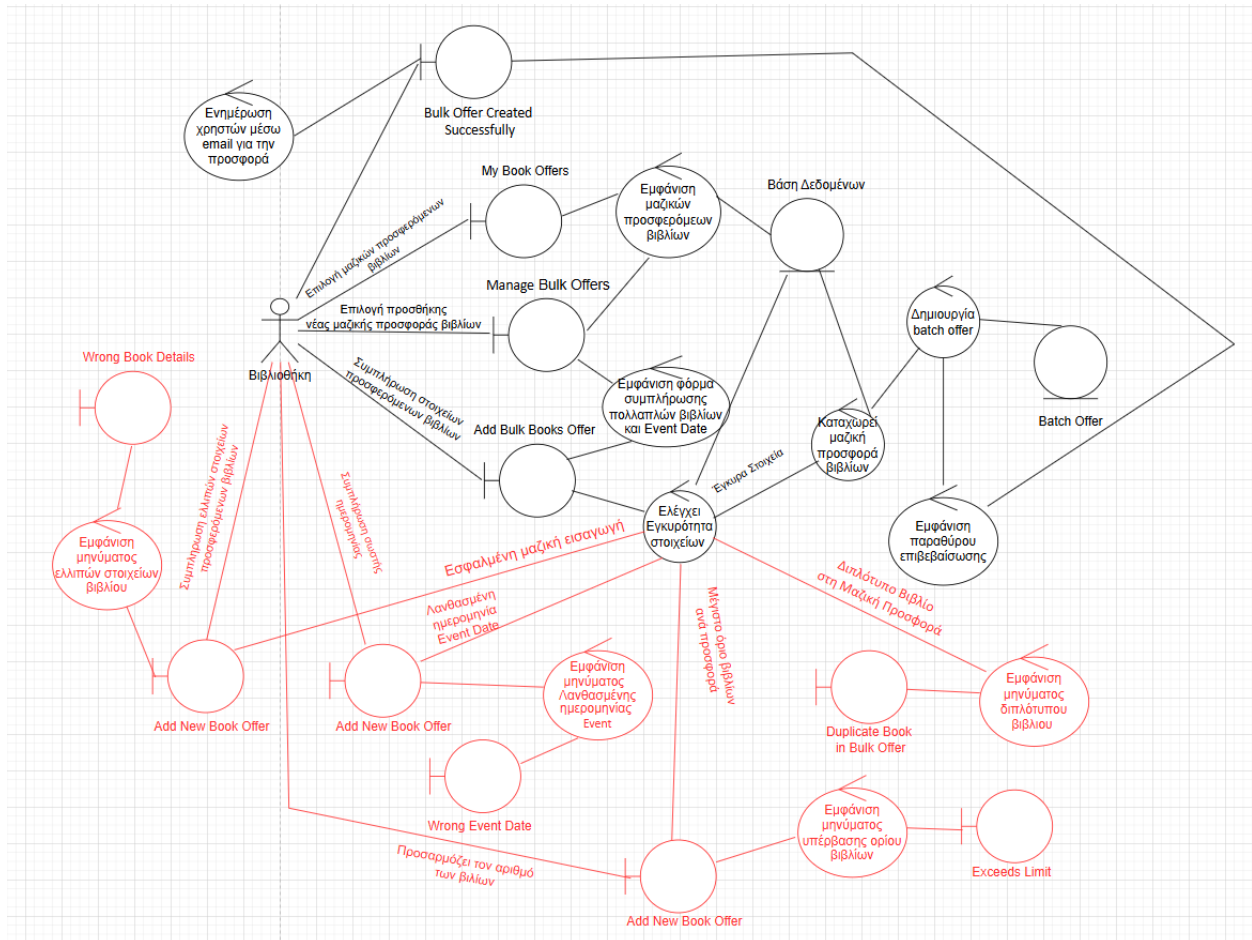 Ενημέρωση
χρηστών μέσω
email για την
προσφορά
Bulk Offer Created
Successfully
My Book Offers
Εμφάνιση
μαζικών
προσφερόμεων
βιβλίων
Βάση Δεδομένων
Επιλογή μαζικών προσφερόμενων
βιβλίων
Manage Bulk Offers
Επιλογή προσθήκης
νέας μαζικής προσφοράς βιβλίων
Δημιουργία
batch offer
Wrong Book Details
Βιβλιοθήκη
Συμπλήρωση στοιχείων
προσφερόμενων βιβλίων
Εμφάνιση φόρμα
συμπλήρωσης
πολλαπλών βιβλίων
και Event Date
Batch Offer
Add Bulk Books Offer
Καταχωρεί
μαζική
προσφορά
βιβλίων
Έγκυρα Στοιχεία
Συμπλήρωση ελλιπών στοιχείων
προσφερόμενων βιβλίων
Συμπλήρωση σωστής
ημερομηνίας
Ελέγχει
Εγκυρότητα
στοιχείων
Εμφάνιση
παραθύρου
επιβεβαίσωσης
Εμφάνιση
μηνύματος
ελλιπών στοιχείων
βιβλίου
Εσφαλμένη μαζική εισαγωγή
Λανθασμένη
ημερομηνία
Event Date
Μέγιστο όριο βιβλίων
ανά προσφορά
Διπλότυπο Βιβλίο
στη Μαζική Προσφορά
Εμφάνιση
μηνύματος
Λανθασμένης
ημερομηνίας
Event
Εμφάνιση
μηνύματος
διπλότυπου
βιβλιου
Add New Book Offer
Add New Book Offer
Duplicate Book
in Bulk Offer
Wrong Event Date
Εμφάνιση
μηνύματος
υπέρβασης ορίου
βιβλίων
Προσαρμόζει τον αριθμό
των βιλίων
Exceeds Limit
Add New Book Offer